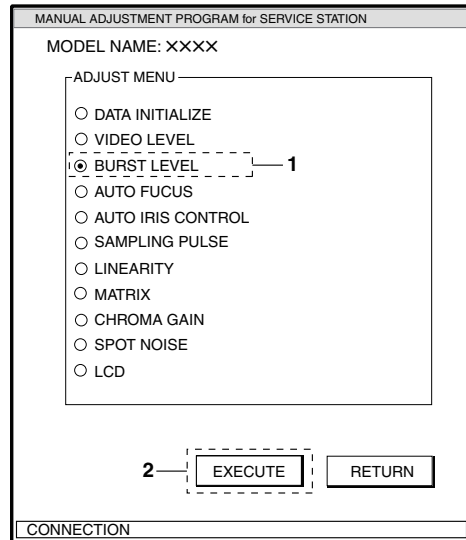 MANUAL ADJUSTMENT PROGRAM for SERVICE STATION
MODEL NAME: ××××
ADJUST MENU
DATA INITIALIZE
VIDEO LEVEL
BURST LEVEL 1
AUTO FUCUS
AUTO IRIS CONTROL
SAMPLING PULSE
LINEARITY
MATRIX
CHROMA GAIN
SPOT NOISE
LCD
2 EXECUTE RETURN
CONNECTION